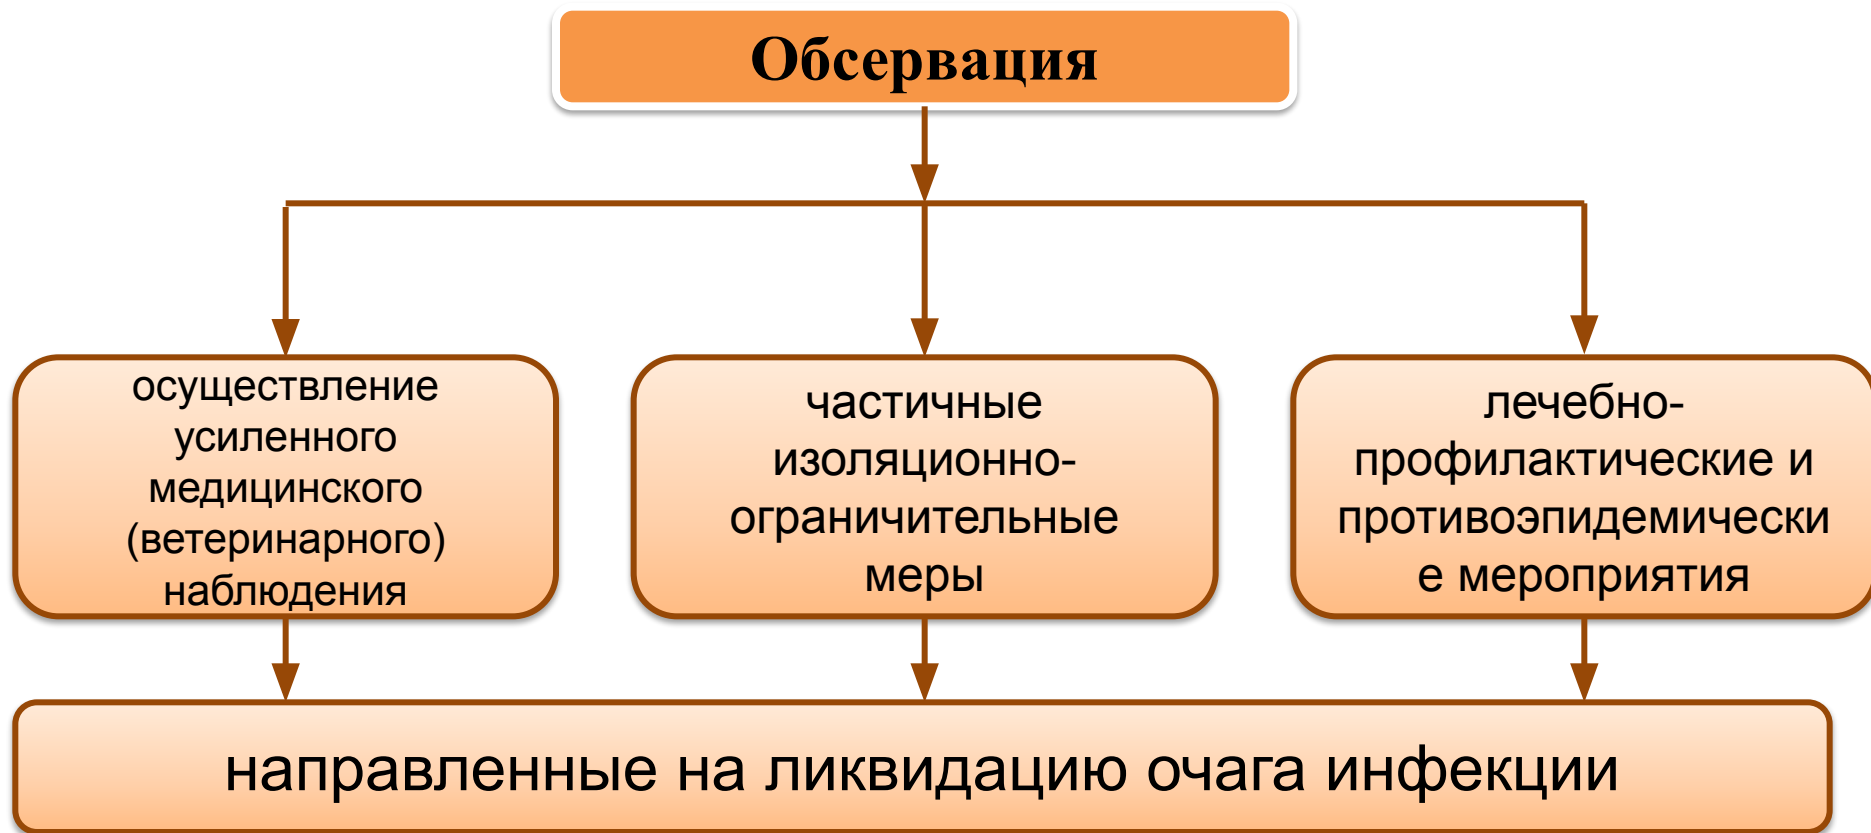 Обсервация
осуществление
усиленного
медицинского
(ветеринарного)
наблюдения
частичные
изоляционно-
ограничительные
меры
лечебно-
профилактические и
противоэпидемически
е мероприятия
направленные на ликвидацию очага инфекции